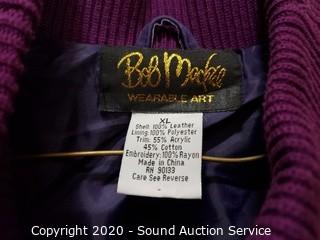 Bob Mackie
WEARABLE ART
XL
Shell: 100% Leather
Lining: 100% Polyester
Trim: 55% Acrylic
45% Cotton
Embroidery: 100% Rayon
Made in China
RN 90133
Care See Reverse
Copyright 2020 - Sound Auction Service